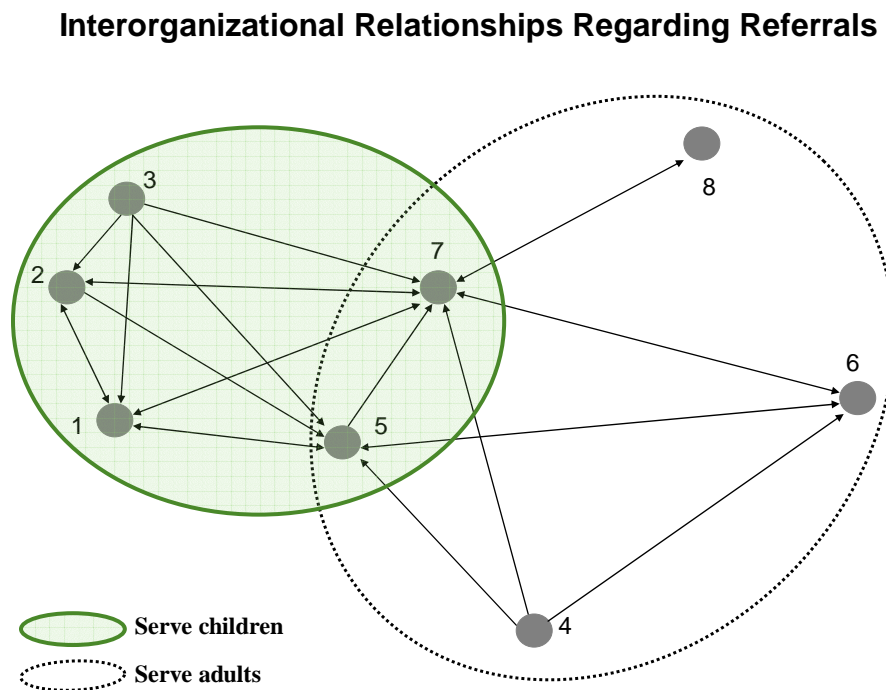 Interorganizational Relationships Regarding Referrals
3
8
7
2
6
1
5
4
Serve children
Serve adults